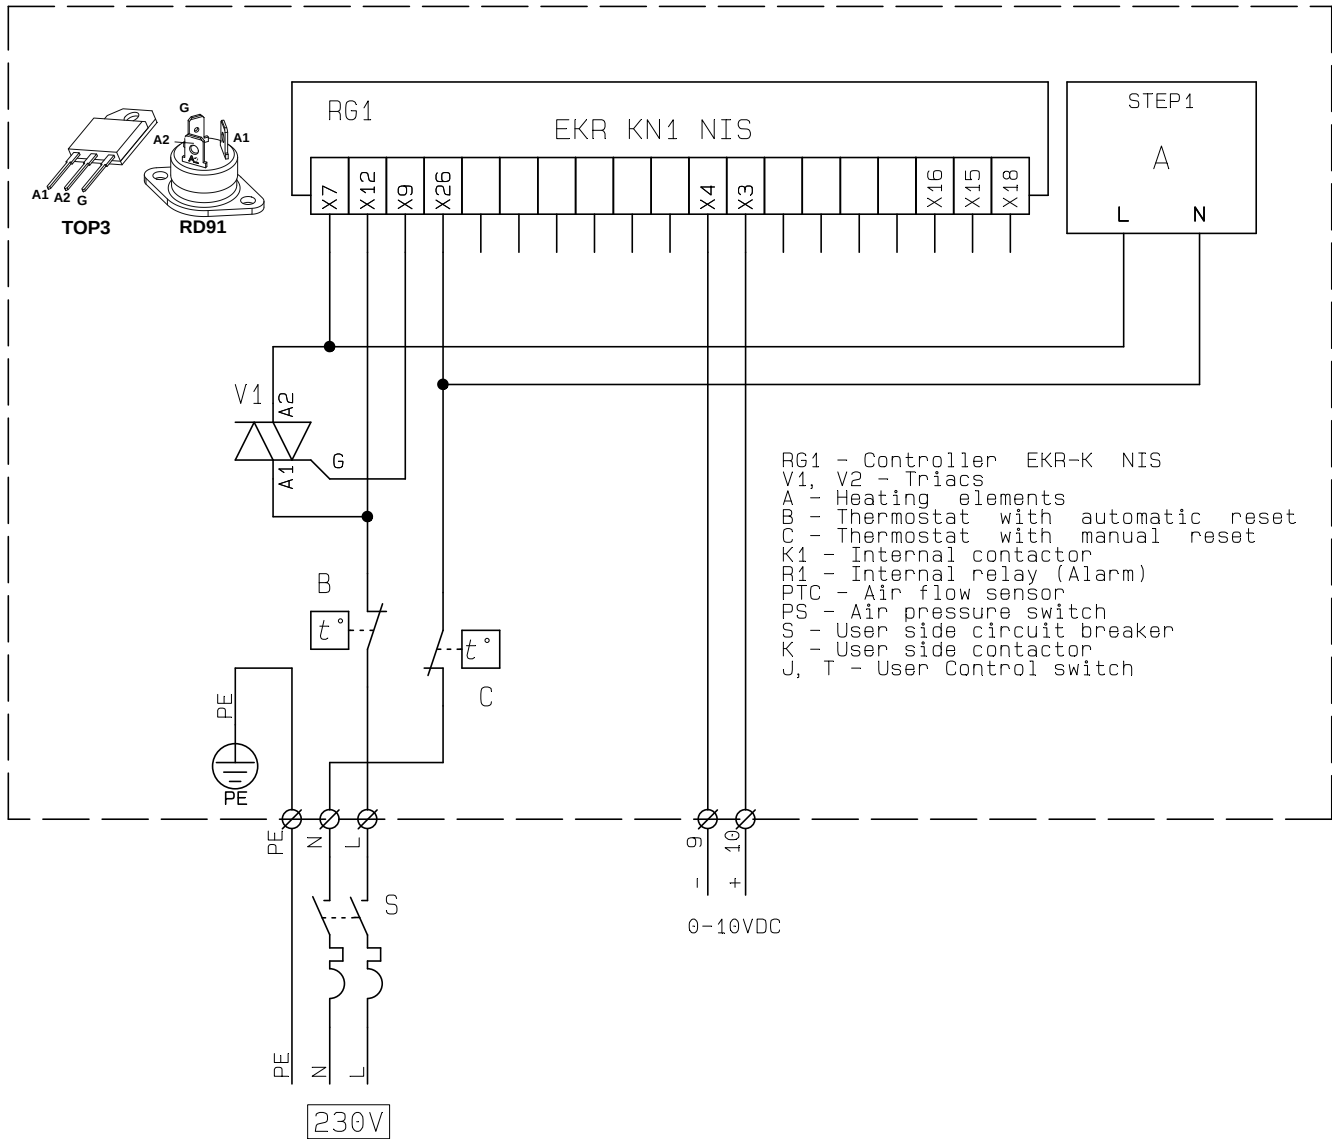 G
A2
A1
A2
A1 A2 G
TOP3
RD91
RG1
EKR KN1 NIS
X7 X12 X9 X26 X4 X3 X16 X15 X18
STEP1
A
L N
V1
A2
G
A1
RG1 - Controller EKR-K NIS
V1, V2 - Triacs
A - Heating elements
B - Thermostat with automatic reset
C - Thermostat with manual reset
K1 - Internal contactor
R1 - Internal relay (Alarm)
PTC - Air flow sensor
PS - Air pressure switch
S - User side circuit breaker
K - User side contactor
J, T - User Control switch
B
t°
t°
C
PE
PE
PE N L
9 10
- +
S
0-10VDC
PE N L
230V